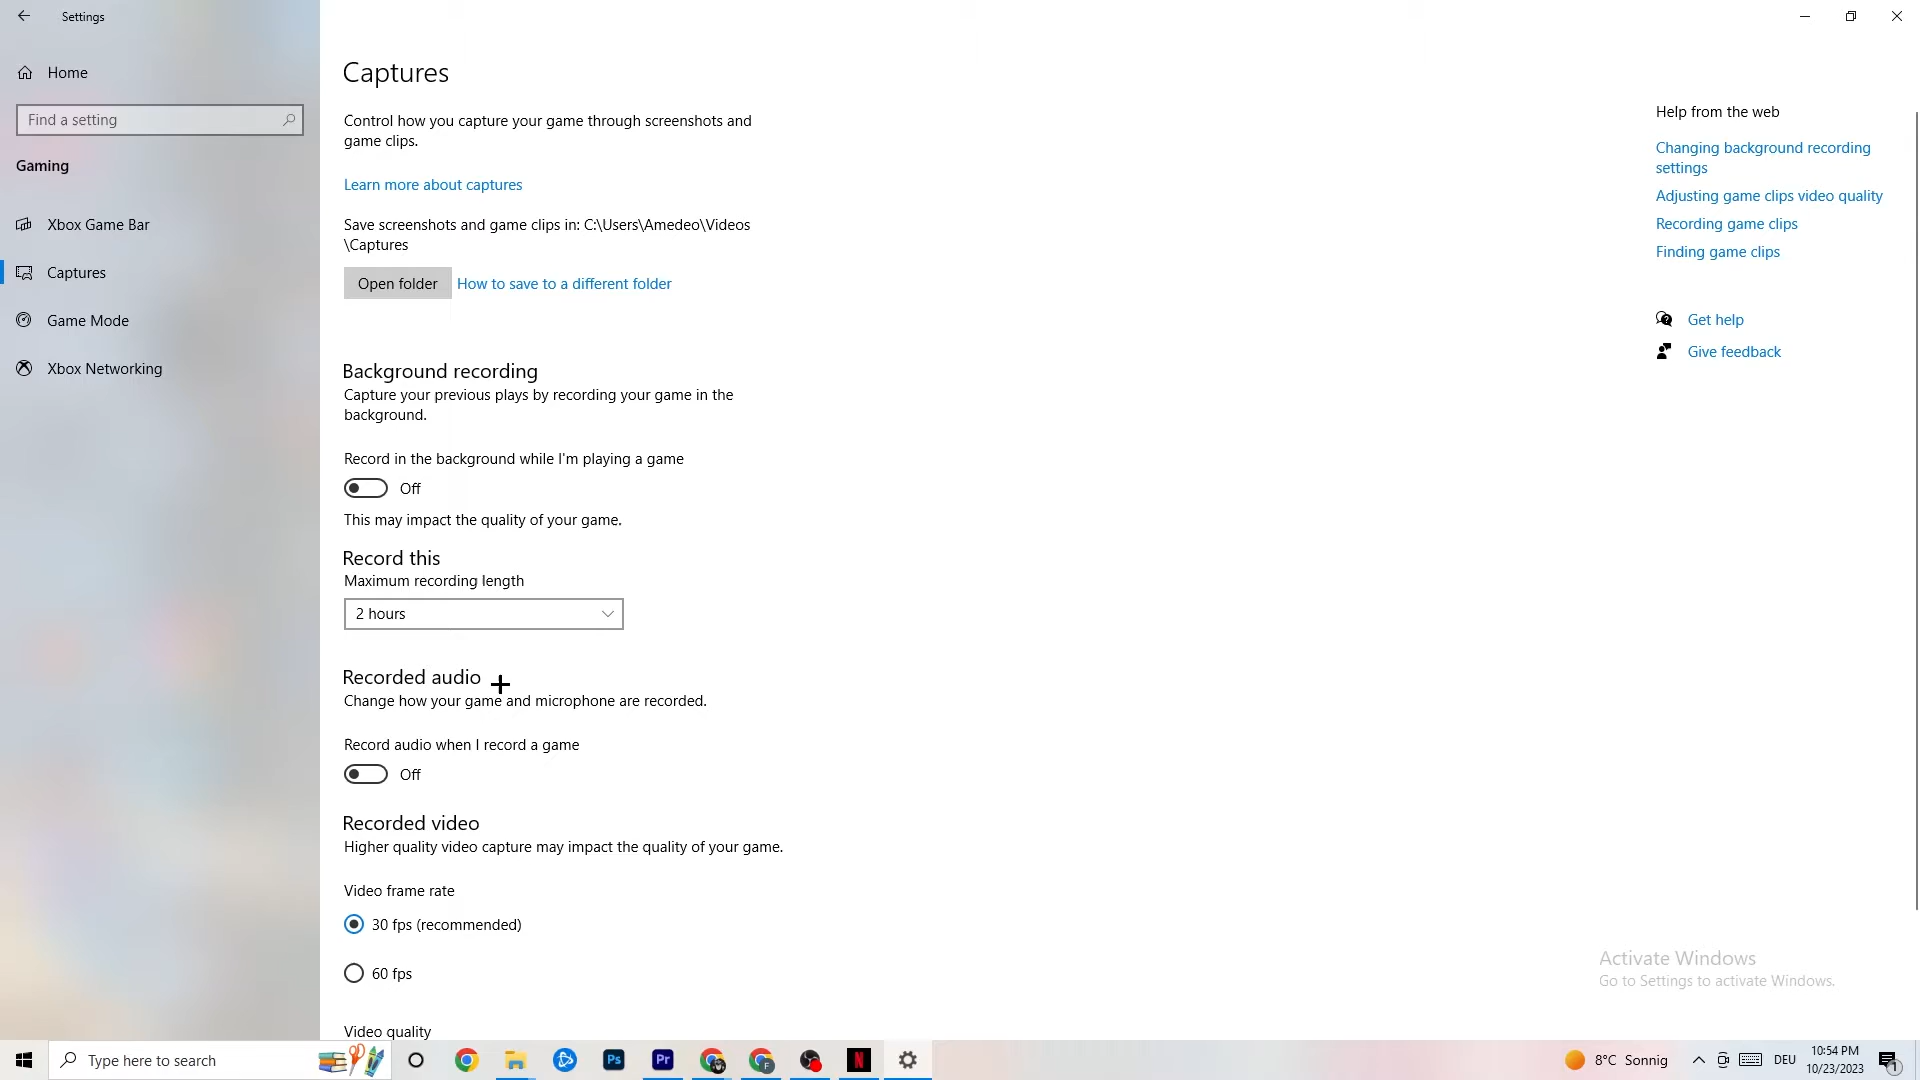 Settings
Home
Find a setting
Gaming
Xbox Game Bar
Captures
Game Mode
Xbox Networking
Captures
Control how you capture your game through screenshots and
game clips.
Learn more about captures
Save screenshots and game clips in: C:\Users\Amedeo\Videos
\Captures
Open folder
How to save to a different folder
Background recording
Capture your previous plays by recording your game in the
background.
Record in the background while I'm playing a game
Off
This may impact the quality of your game.
Record this
Maximum recording length
2 hours
Recorded audio
Change how your game and microphone are recorded.
Record audio when I record a game
Off
Recorded video
Higher quality video capture may impact the quality of your game.
Video frame rate
30 fps (recommended)
60 fps
Video quality
Help from the web
Changing background recording
settings
Adjusting game clips video quality
Recording game clips
Finding game clips
Get help
Give feedback
Activate Windows
Go to Settings to activate Windows.
Type here to search
Ps
Pr
F
N
8°C Sonnig
DEU
10:54 PM
10/23/2023
1